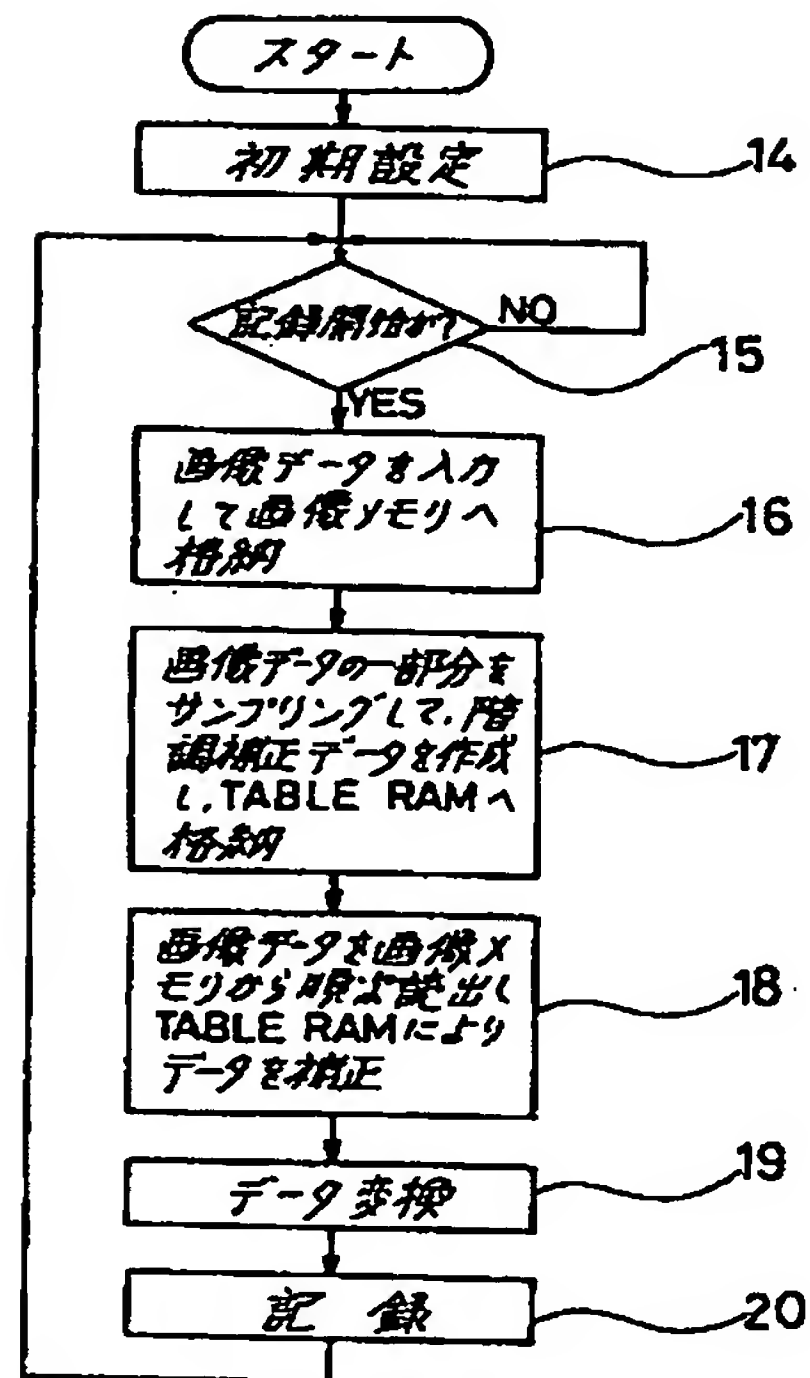 スタート
初期設定
14
記録開始か?
NO
15
YES
画像データを入力
して画像メモリへ
格納
16
画像データの一部分を
サンプリングして、階
調補正データを作成
し、TABLE RAMへ
格納
17
画像データを画像メ
モリから順次読出し
TABLE RAMにより
データを補正
18
データ変換
19
記録
20